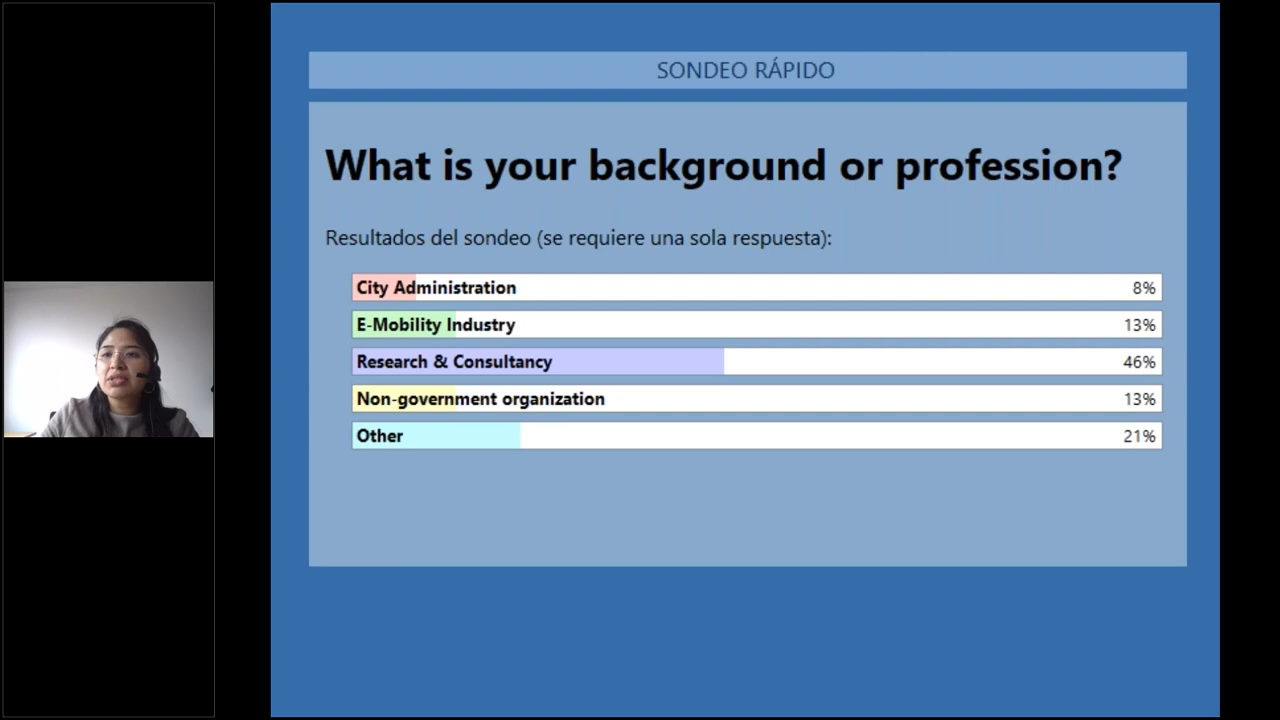 SONDEO RÁPIDO
What is your background or profession?
Resultados del sondeo (se requiere una sola respuesta):
City Administration 8%
E-Mobility Industry 13%
Research & Consultancy 46%
Non-government organization 13%
Other 21%